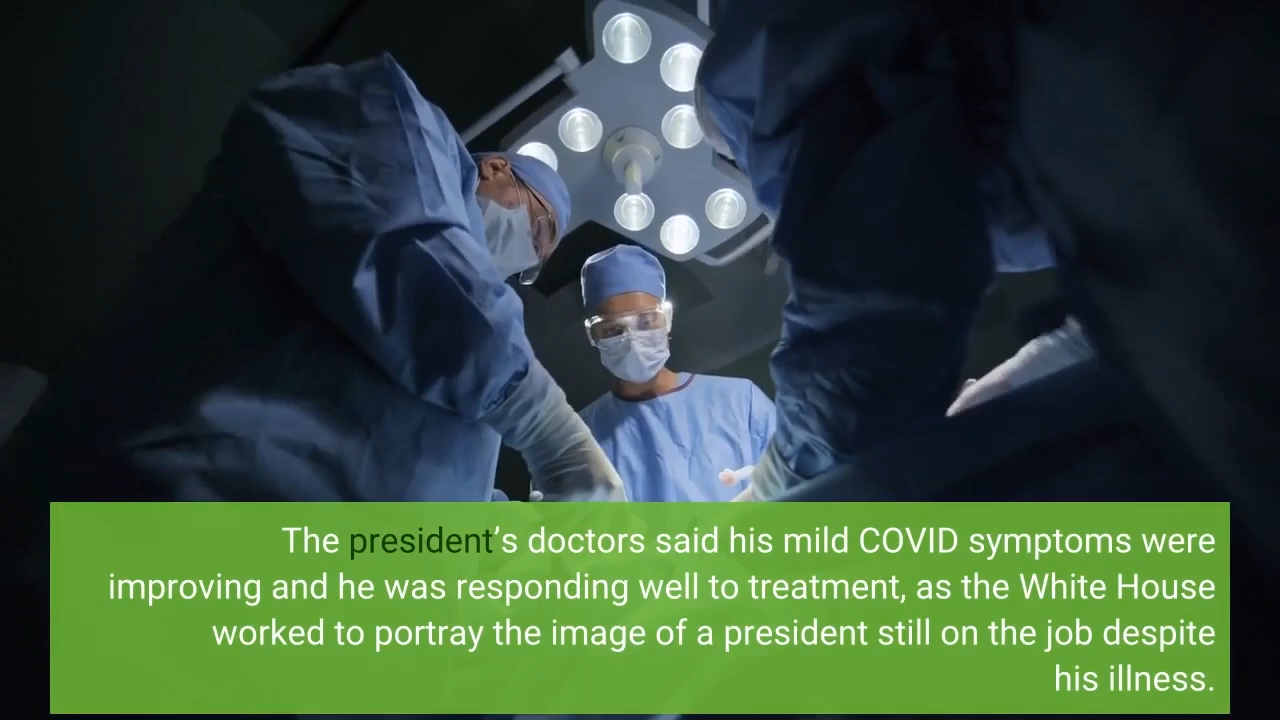 The president's doctors said his mild COVID symptoms were
improving and he was responding well to treatment, as the White House
worked to portray the image of a president still on the job despite
his illness.